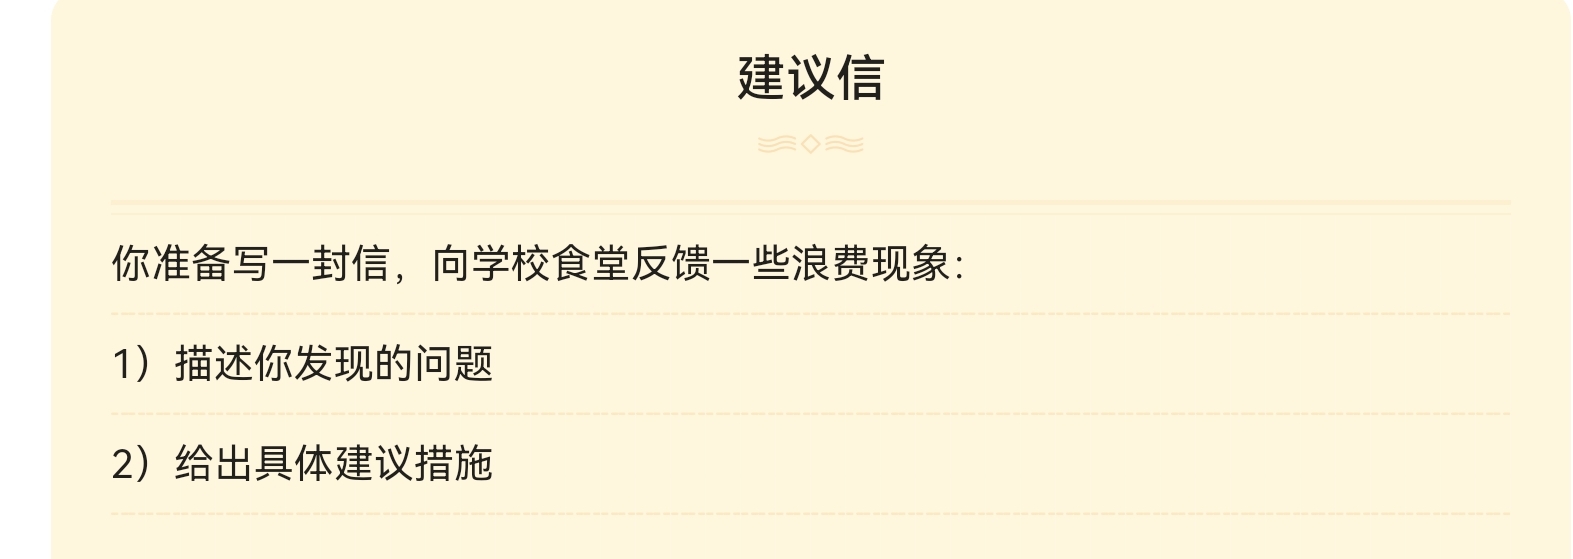 建议信
你准备写一封信，向学校食堂反馈一些浪费现象：
1）描述你发现的问题
2）给出具体建议措施